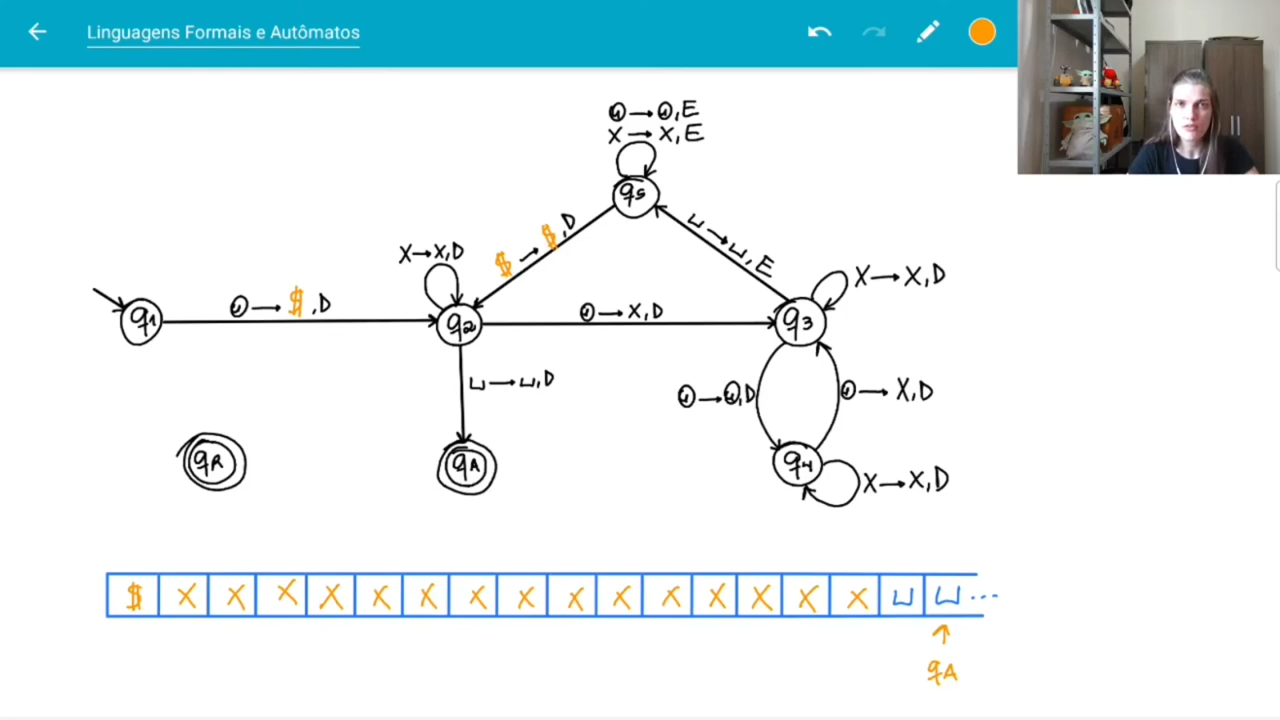 Linguagens Formais e Autômatos
0 → 0, E
X → X, E
q5
$ → $, D
⊔ → ⊔, E
X → X, D
X → X, D
0 → $, D
0 → X, D
q1
q2
q3
⊔ → ⊔, D
0 → 0, D
0 → X, D
qR
qA
q4
X → X, D
$ X X X X X X X X X X X X X X X ⊔ ⊔ ...
↑
qA